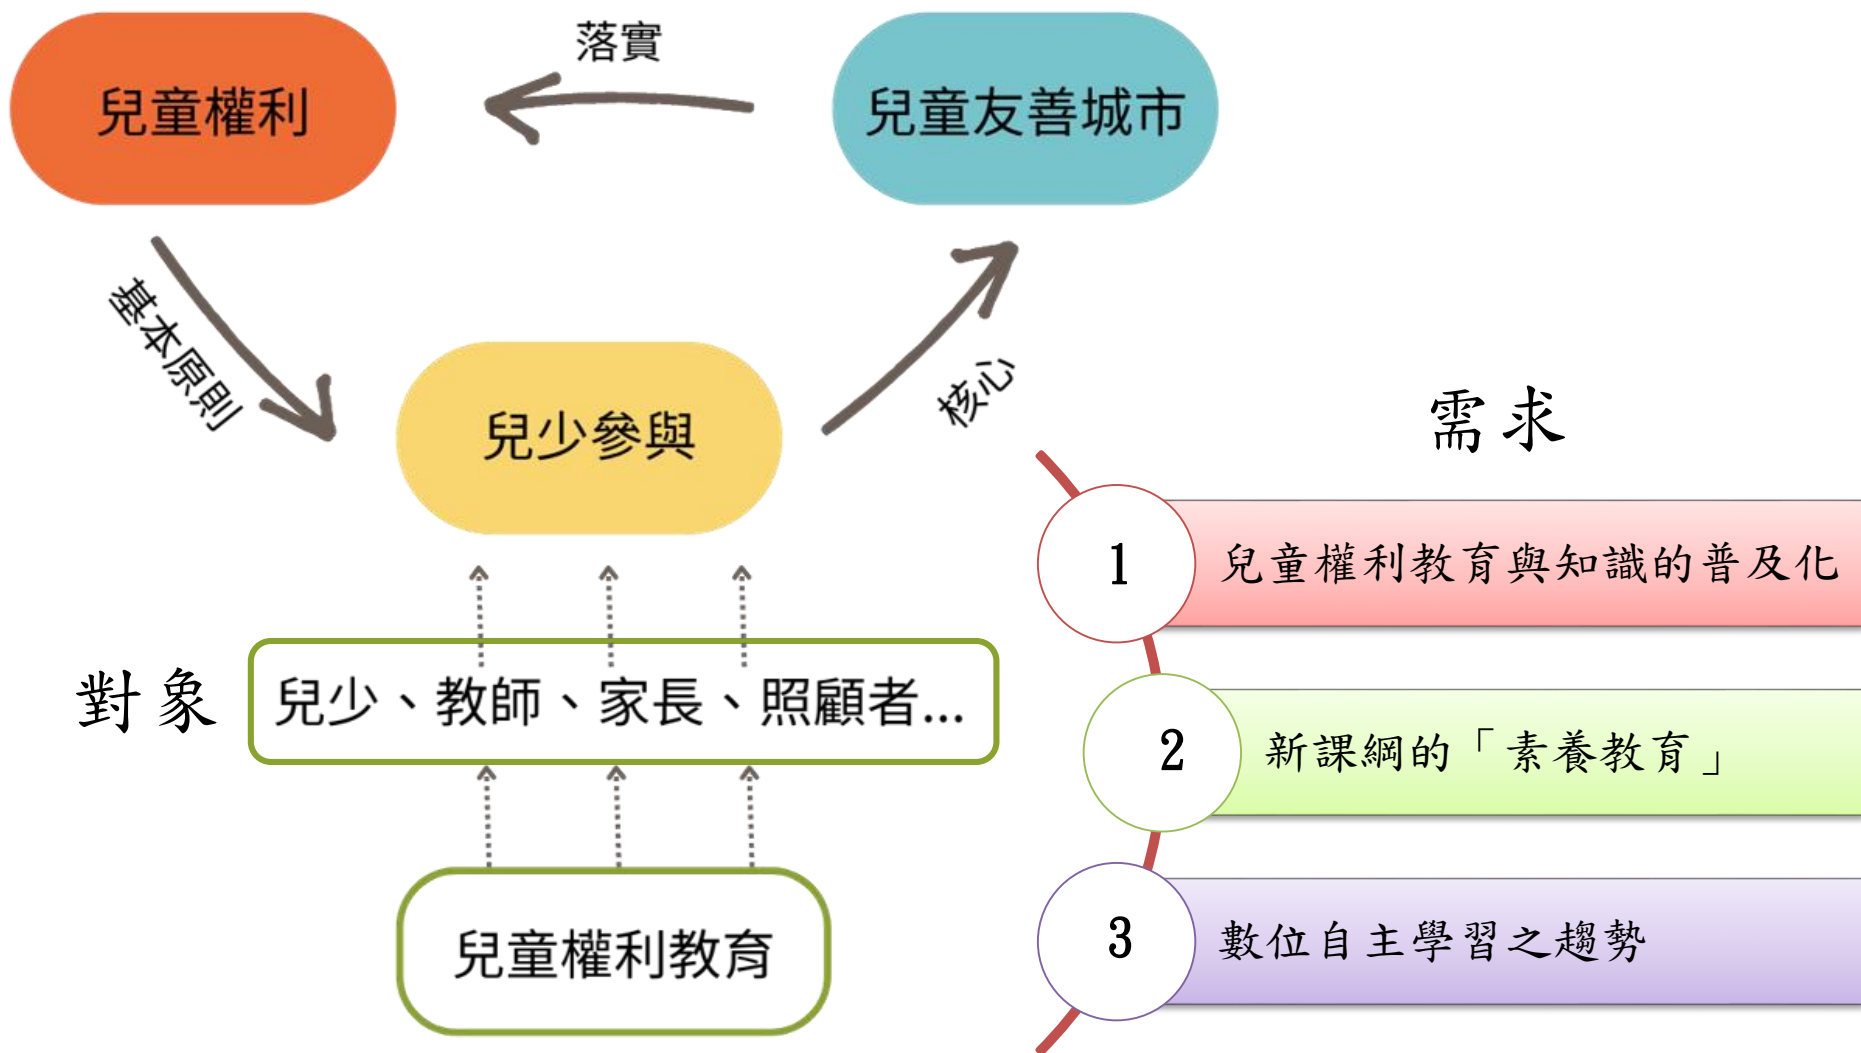 落實
兒童權利
兒童友善城市
基本原則
核心
兒少參與
對象
兒少、教師、家長、照顧者...
兒童權利教育
需求
1
兒童權利教育與知識的普及化
2
新課綱的「素養教育」
3
數位自主學習之趨勢